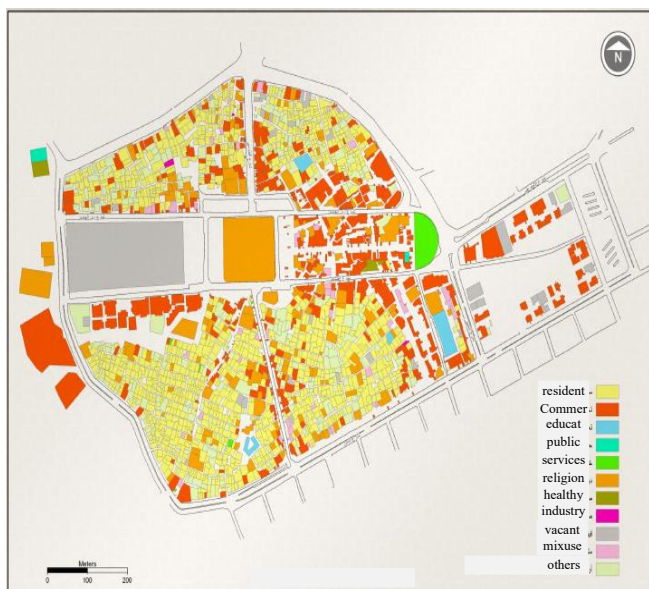 N
resident
Commer
educat
public
services
religion
healthy
industry
vacant
mixuse
others
Meters
0 100 200